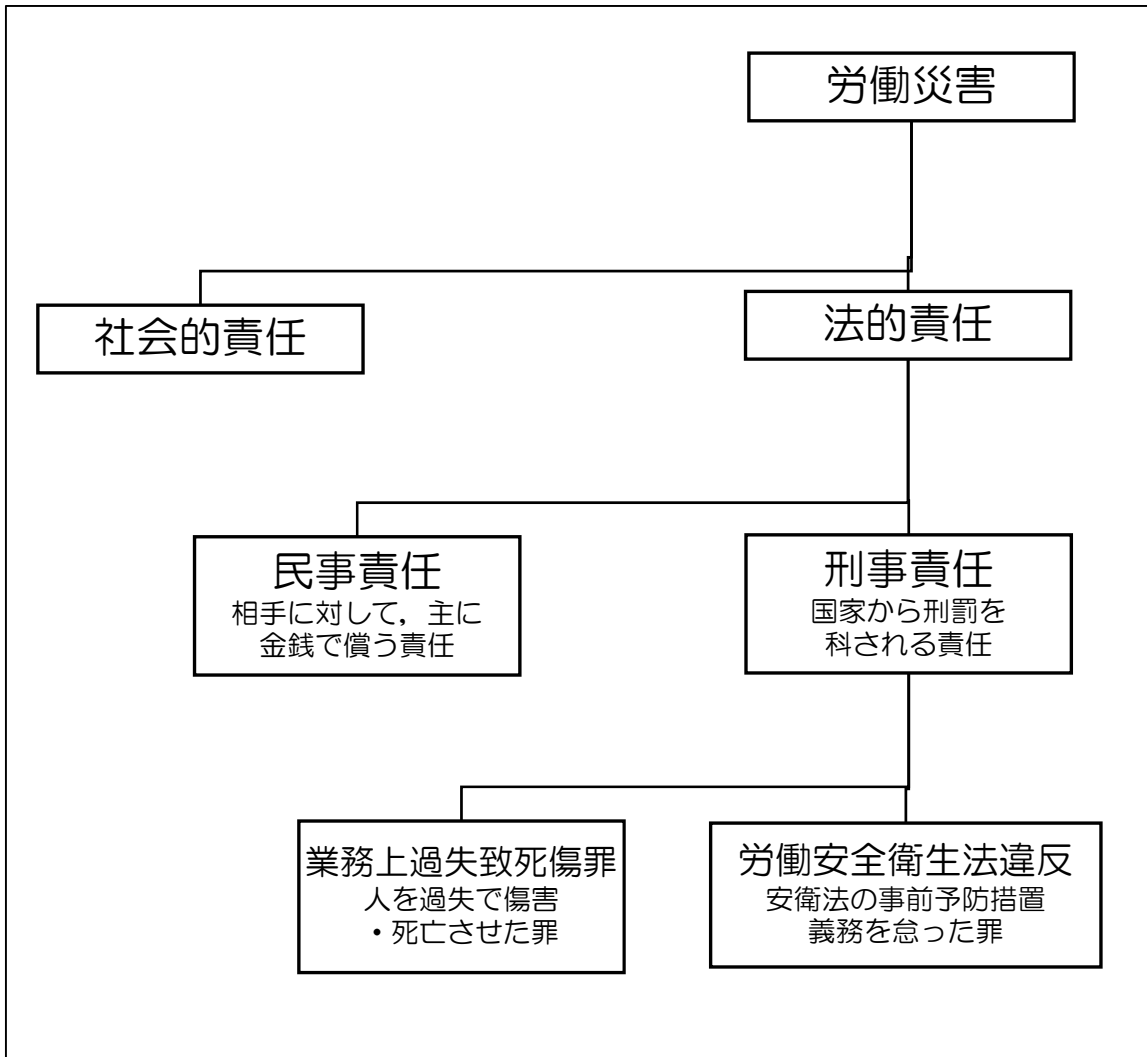 労働災害
社会的責任
法的責任
民事責任
相手に対して，主に
金銭で償う責任
刑事責任
国家から刑罰を
科される責任
業務上過失致死傷罪
人を過失で傷害
・死亡させた罪
労働安全衛生法違反
安衛法の事前予防措置
義務を怠った罪